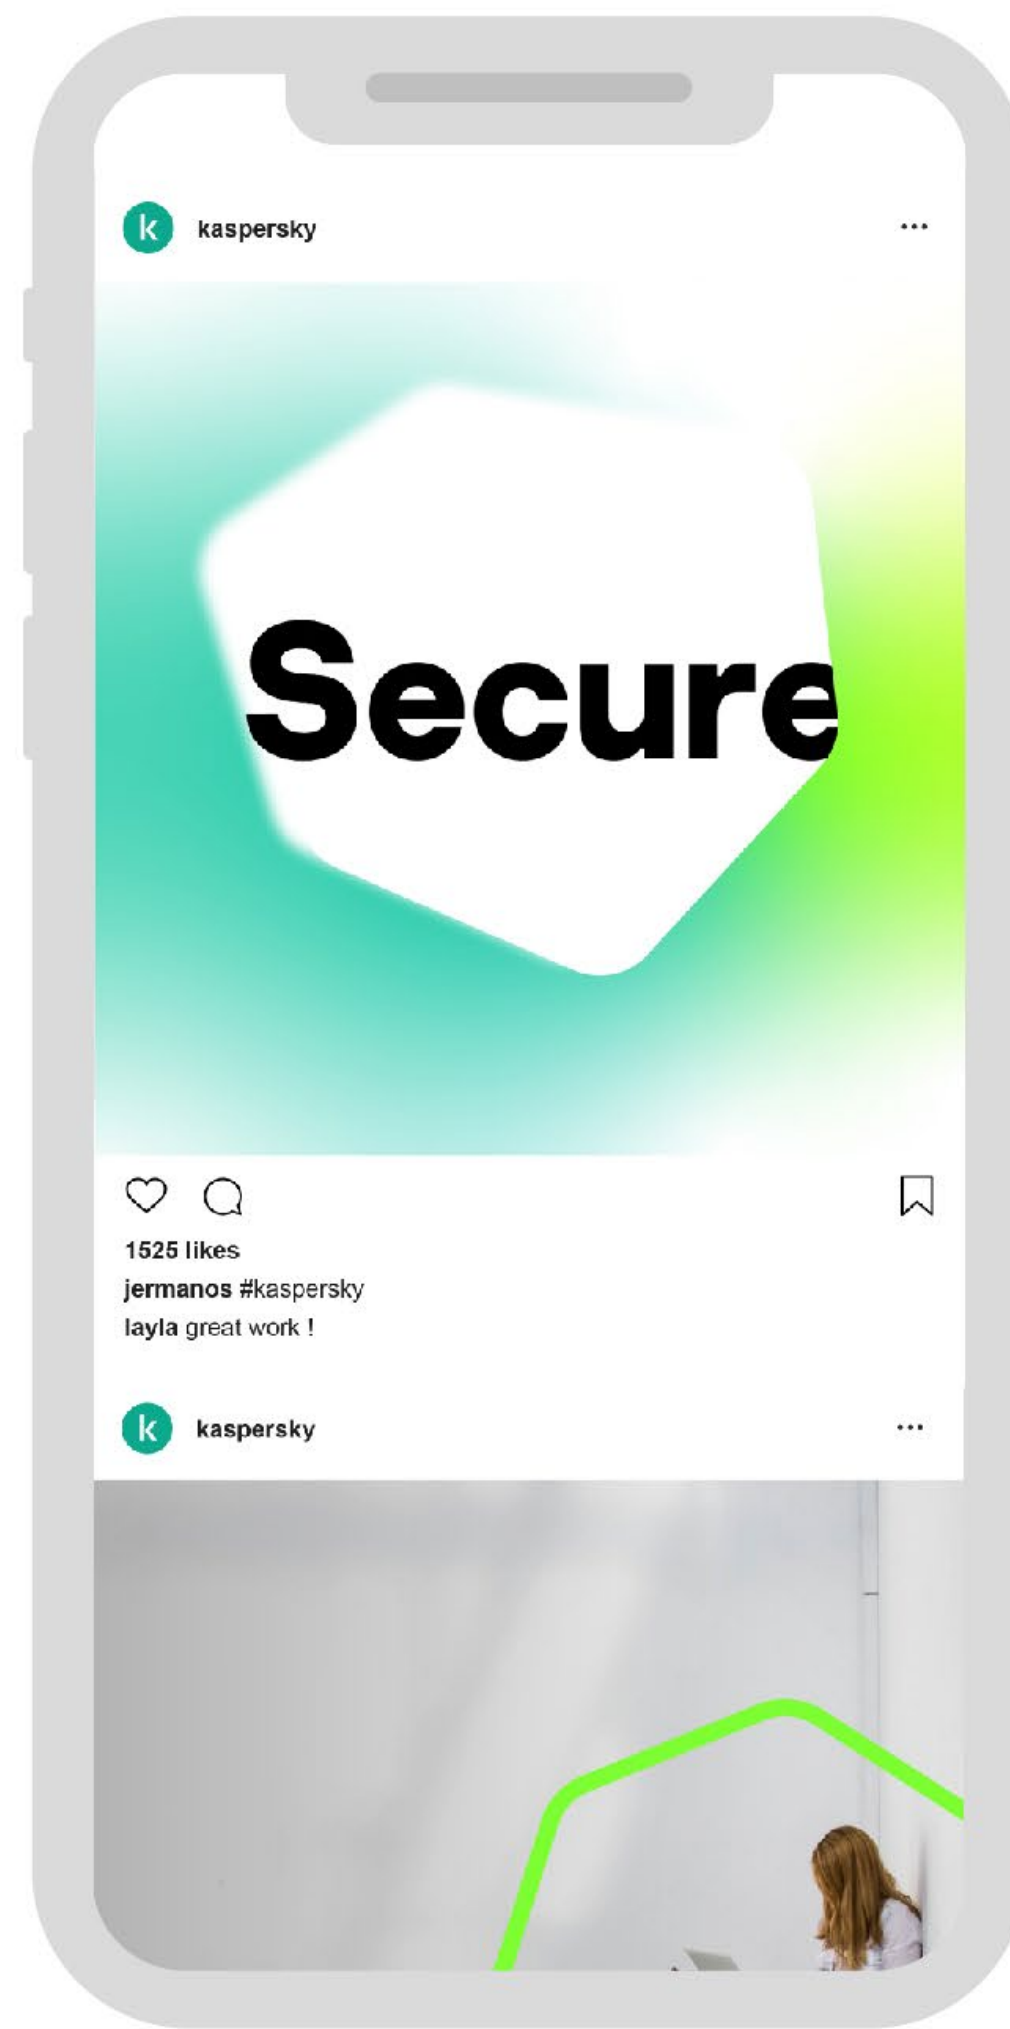 k kaspersky
Secure
1525 likes
jermanos #kaspersky
layla great work !
k kaspersky